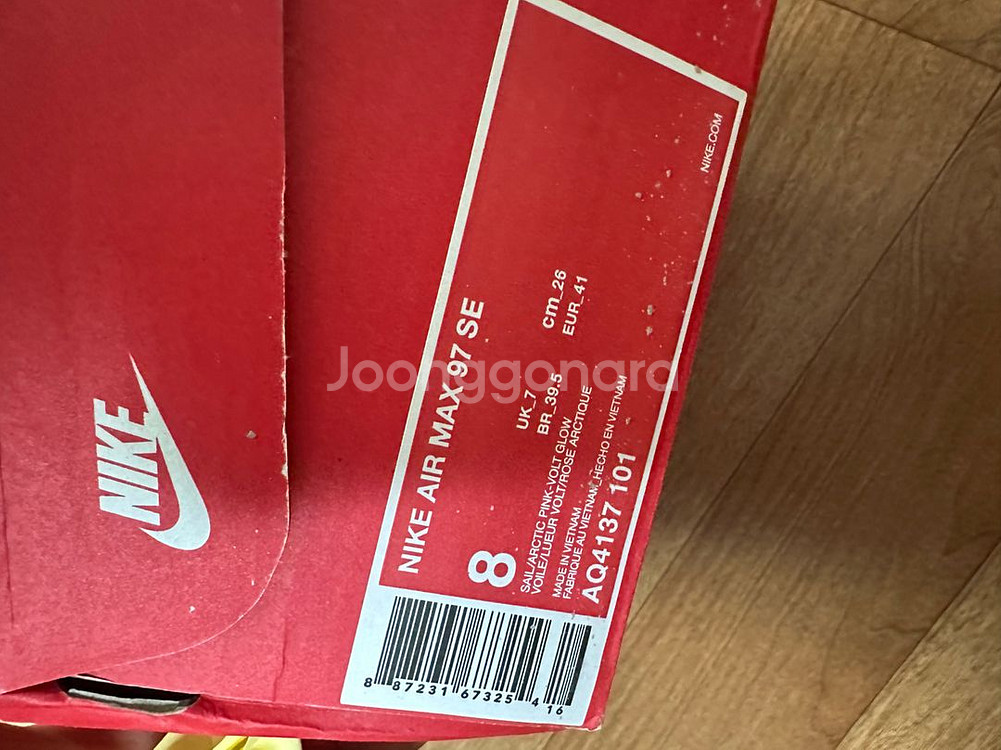 NIKE
NIKE AIR MAX 97 SE
8
UK_7
cm_26
BR_39.5
EUR_41
SAIL/ARCTIC PINK-VOLT GLOW
VOILE/LUEUR VOLT/ROSE ARCTIQUE
MADE IN VIETNAM
FABRIQUE AU VIETNAM_HECHO EN VIETNAM
AQ4137 101
NIKE.COM
8 87231 67325 4 16
Joonggonara